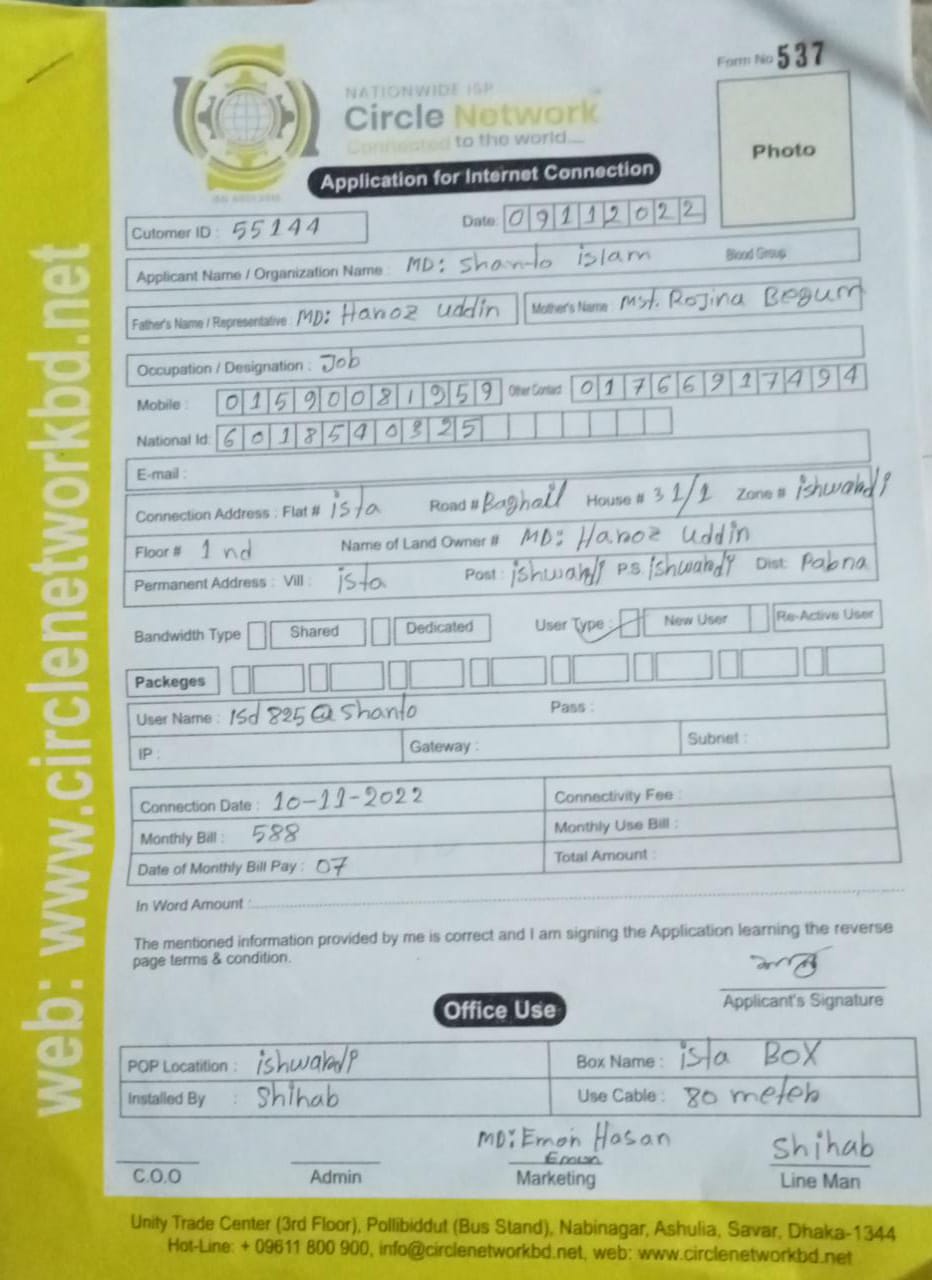 Form No 537
NATIONWIDE ISP
Circle Network
Connected to the world....
Photo
Application for Internet Connection
Cutomer ID : 55144
Date: 09112022
Applicant Name / Organization Name : MD: Shanto islam Blood Group
Father's Name / Representative : MD: Hanoz uddin Mother's Name : Mst. Rojina Begum
Occupation / Designation : Job
Mobile : 01590081959 Other Contact 01766917494
National Id: 6018540325
E-mail :
Connection Address : Flat # ista Road # Baghail House # 31/1 Zone # ishwardi
Floor # 1 nd Name of Land Owner # MD: Hanoz uddin
Permanent Address : Vill : ista Post : ishwardi P.S ishwardy Dist: Pabna
Bandwidth Type Shared Dedicated User Type : New User Re-Active User
Packeges
User Name : isd825@shanto Pass :
IP : Gateway : Subnet :
Connection Date : 10-11-2022 Connectivity Fee :
Monthly Bill : 588 Monthly Use Bill :
Date of Monthly Bill Pay : 07 Total Amount :
In Word Amount :
The mentioned information provided by me is correct and I am signing the Application learning the reverse
page terms & condition.
Applicant's Signature
Office Use
POP Locatition : ishwardi Box Name : ista BOX
Installed By : Shihab Use Cable : 80 meter
MD: Emon Hasan Shihab
Emon
C.O.O Admin Marketing Line Man
Unity Trade Center (3rd Floor), Pollibiddut (Bus Stand), Nabinagar, Ashulia, Savar, Dhaka-1344
Hot-Line: + 09611 800 900, info@circlenetworkbd.net, web: www.circlenetworkbd.net
web: www.circlenetworkbd.net